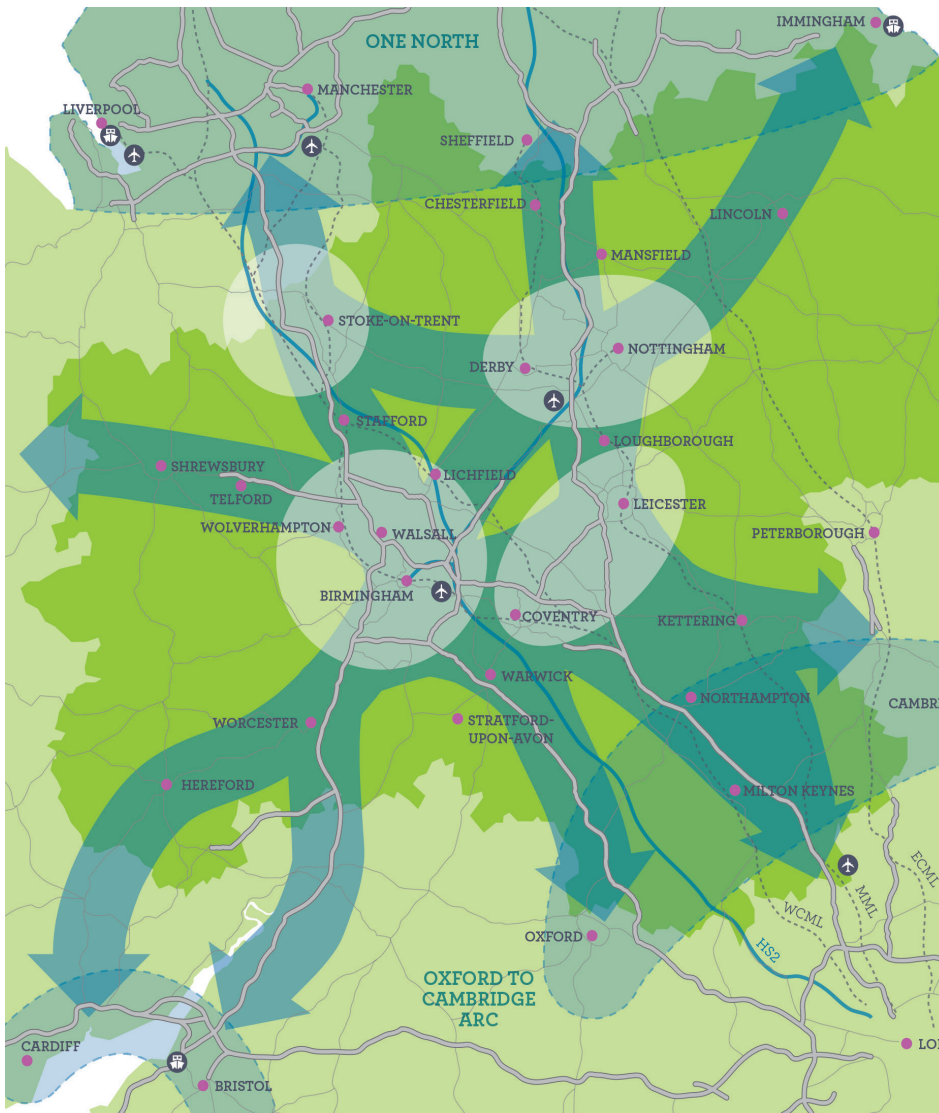 IMMINGHAM
ONE NORTH
MANCHESTER
LIVERPOOL
SHEFFIELD
CHESTERFIELD
LINCOLN
MANSFIELD
STOKE-ON-TRENT
NOTTINGHAM
DERBY
STAFFORD
LOUGHBOROUGH
SHREWSBURY
LICHFIELD
TELFORD
LEICESTER
WOLVERHAMPTON
WALSALL
PETERBOROUGH
BIRMINGHAM
COVENTRY
KETTERING
WARWICK
NORTHAMPTON
CAMBRI
WORCESTER
STRATFORD-
UPON-AVON
HEREFORD
MILTON KEYNES
ECML
MML
WCML
OXFORD
HS2
OXFORD TO
CAMBRIDGE
ARC
CARDIFF
LON
BRISTOL